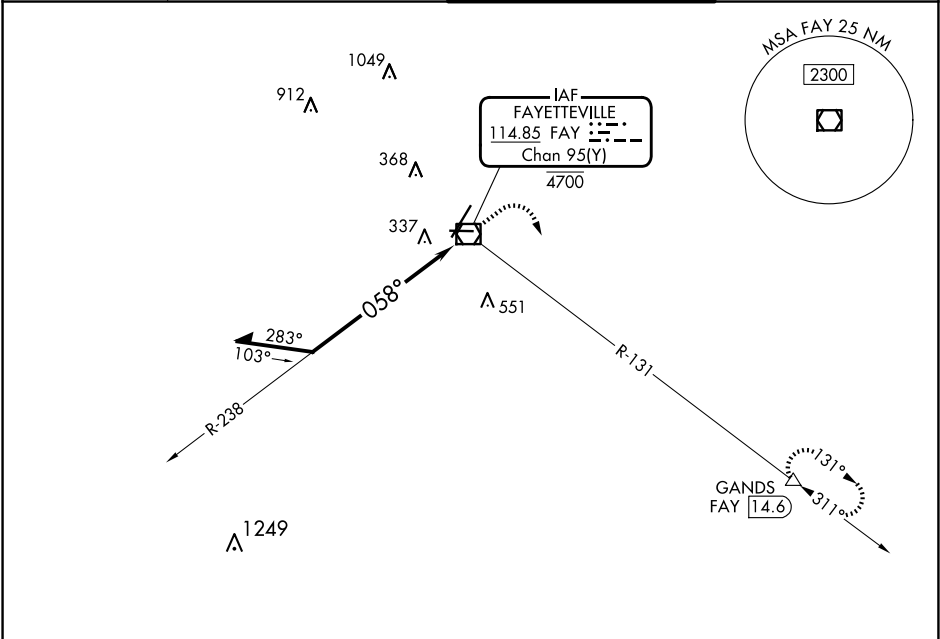 MSA FAY 25 NM
2300
1049
912
IAF
FAYETTEVILLE
114.85 FAY
Chan 95(Y)
4700
368
337
551
058°
283°
103°
R-238
R-131
131°
311°
GANDS
FAY 14.6
1249